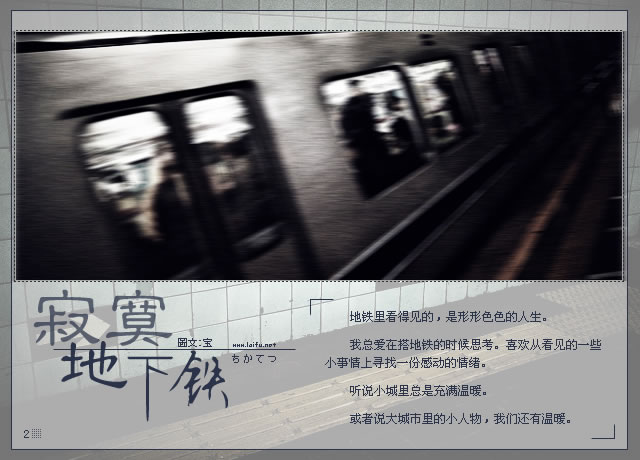 寂寞
地下铁
圖文:宝
www.laifu.net
ちかてつ
地铁里看得见的，是形形色色的人生。
我总爱在搭地铁的时候思考。喜欢从看见的一些
小事情上寻找一份感动的情绪。
听说小城里总是充满温暖。
或者说大城市里的小人物，我们还有温暖。
2